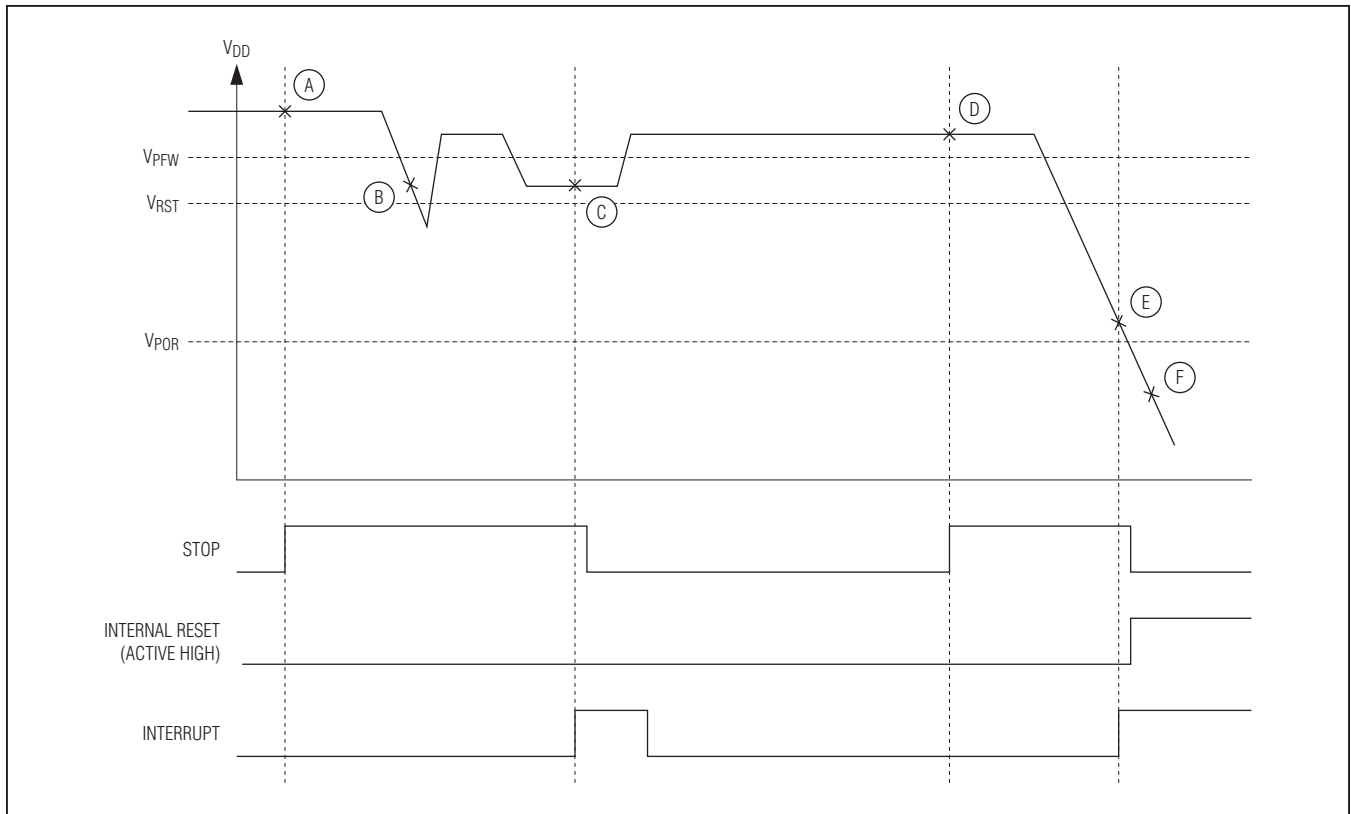 VDD
A
D
VPFW
B
VRST
C
E
VPOR
F
STOP
INTERNAL RESET
(ACTIVE HIGH)
INTERRUPT